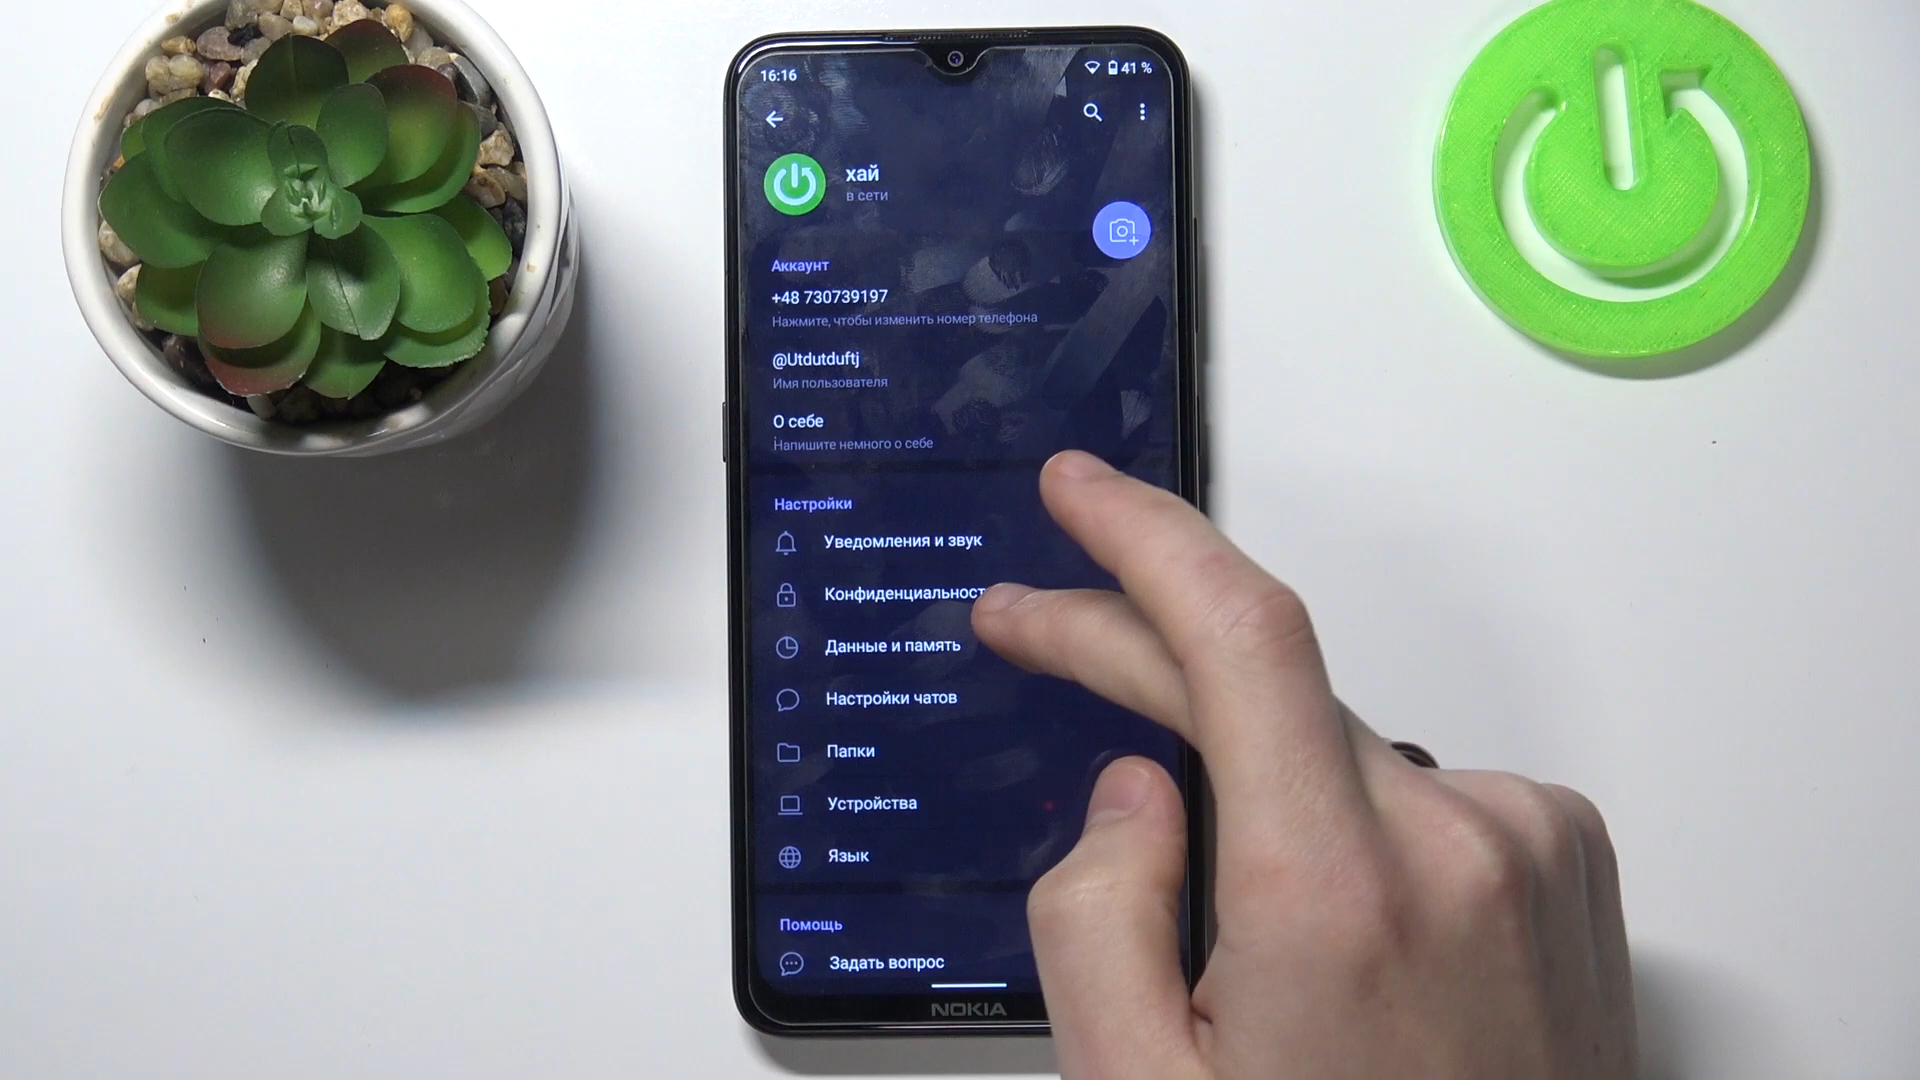 16:16
41 %
хай
в сети
Аккаунт
+48 730739197
Нажмите, чтобы изменить номер телефона
@Utdutduftj
Имя пользователя
О себе
Напишите немного о себе
Настройки
Уведомления и звук
Конфиденциальност
Данные и память
Настройки чатов
Папки
Устройства
Язык
Помощь
Задать вопрос
NOKIA